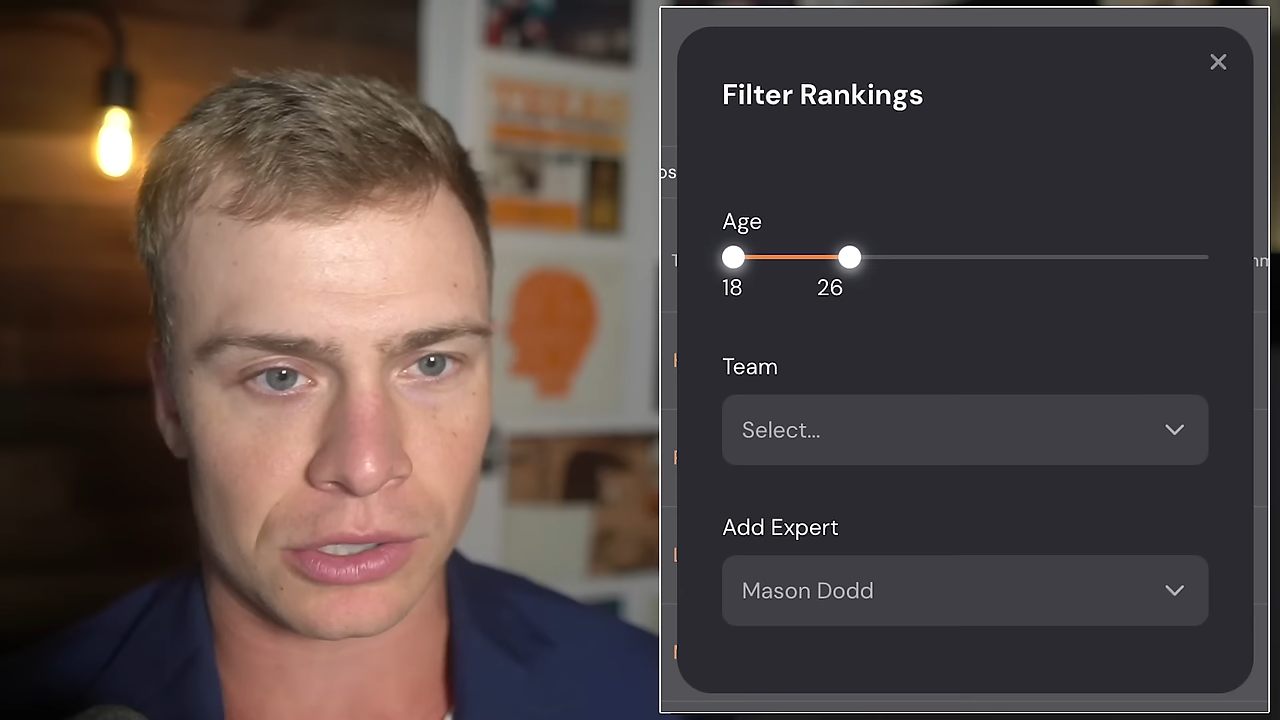 Filter Rankings
Age
18
26
Team
Select...
Add Expert
Mason Dodd